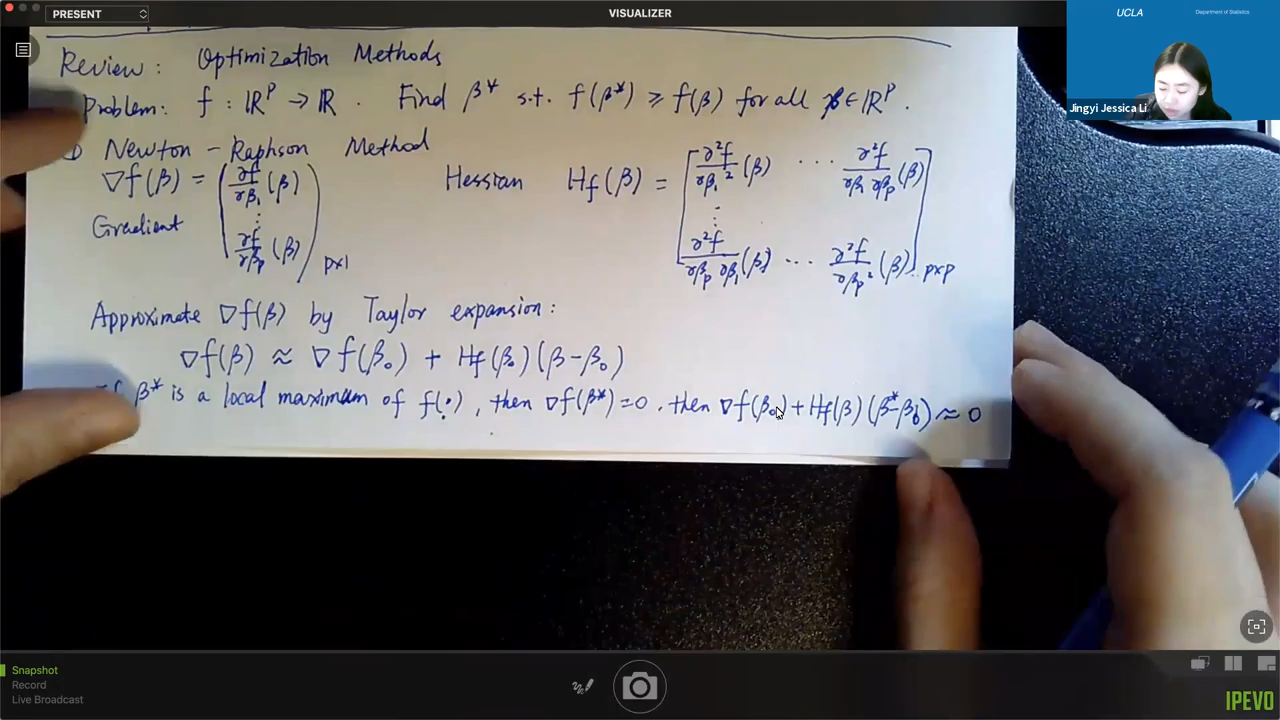 PRESENT
VISUALIZER
UCLA
Department of Statistics
Jingyi Jessica Li
Review: Optimization Methods
Problem: f : ℝᵖ → ℝ. Find β* s.t. f(β*) ≥ f(β) for all β ∈ ℝᵖ.
Newton - Raphson Method
∇f(β) = (∂f/∂β₁ (β) ⋮ ∂f/∂βₚ (β)) p×1
Gradient
Hessian Hf(β) = [∂²f/∂β₁² (β) ... ∂²f/∂β₁∂βₚ (β) ⋮ ∂²f/∂βₚ∂β₁ (β) ... ∂²f/∂βₚ² (β)] p×p
Approximate ∇f(β) by Taylor expansion:
∇f(β) ≈ ∇f(β₀) + Hf(β₀)(β-β₀)
If β* is a local maximum of f(·), then ∇f(β*)=0. then ∇f(β₀)+Hf(β)(β*-β₀) ≈ 0
Snapshot
Record
Live Broadcast
IPEVO